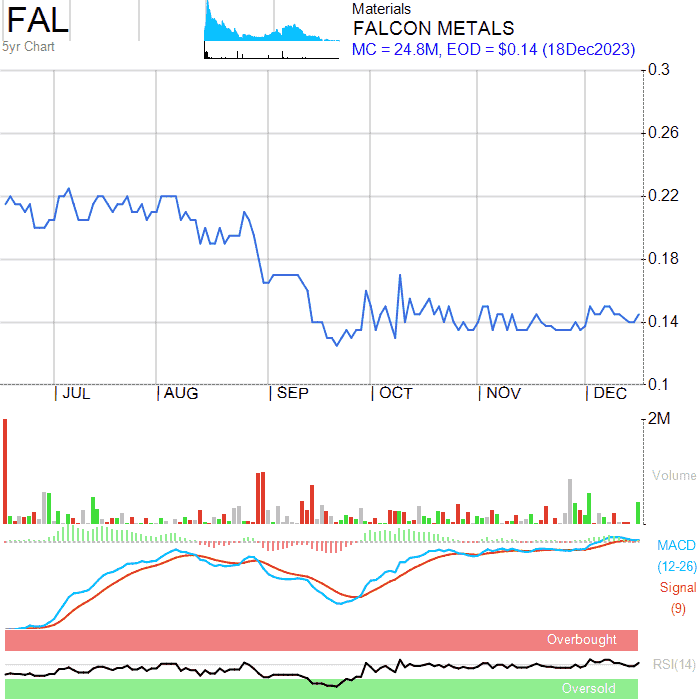 FAL
5yr Chart
Materials
FALCON METALS
MC = 24.8M, EOD = $0.14 (18Dec2023)
0.3
0.26
0.22
0.18
0.14
0.1
| JUL | AUG | SEP | OCT | NOV | DEC
2M
Volume
MACD
(12-26)
Signal
(9)
Overbought
RSI(14)
Oversold